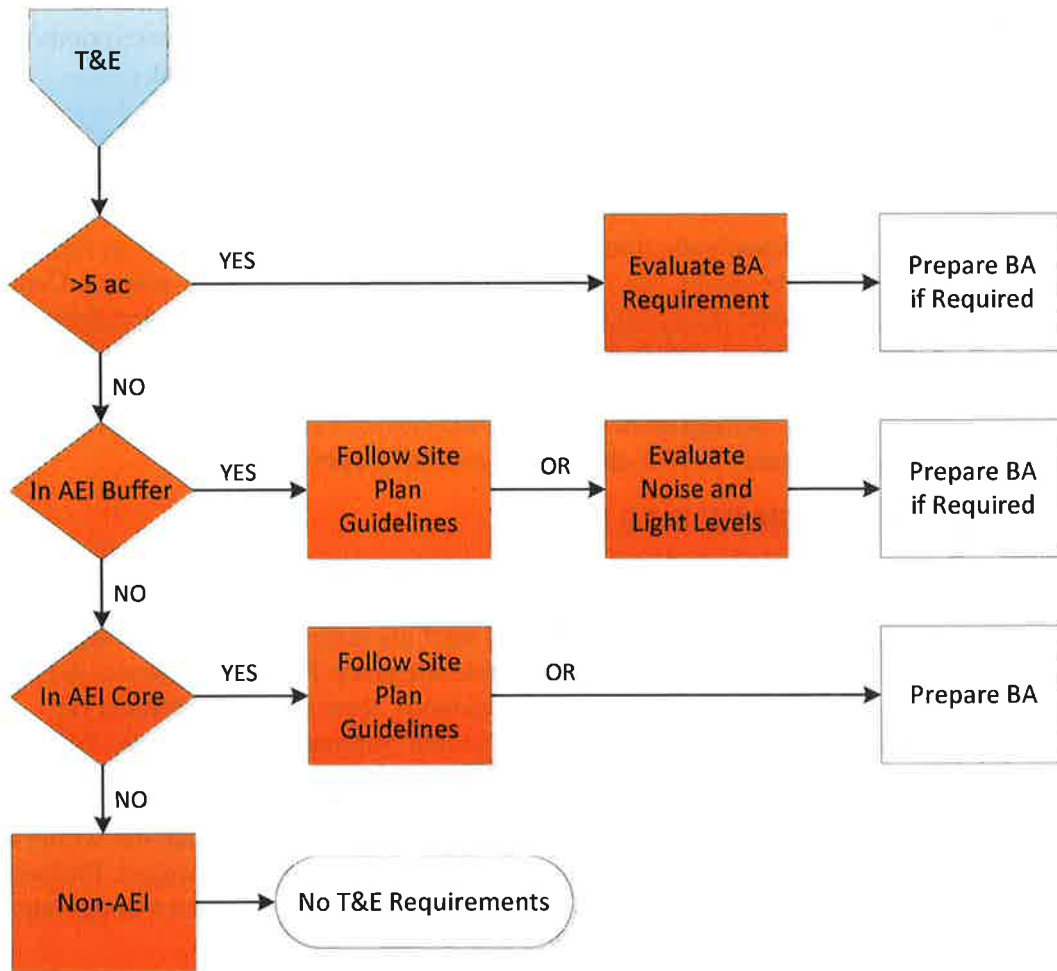 T&E
>5 ac
YES
Evaluate BA
Requirement
Prepare BA
if Required
NO
In AEI Buffer
YES
Follow Site
Plan
Guidelines
OR
Evaluate
Noise and
Light Levels
Prepare BA
if Required
NO
In AEI Core
YES
Follow Site
Plan
Guidelines
OR
Prepare BA
NO
Non-AEI
No T&E Requirements